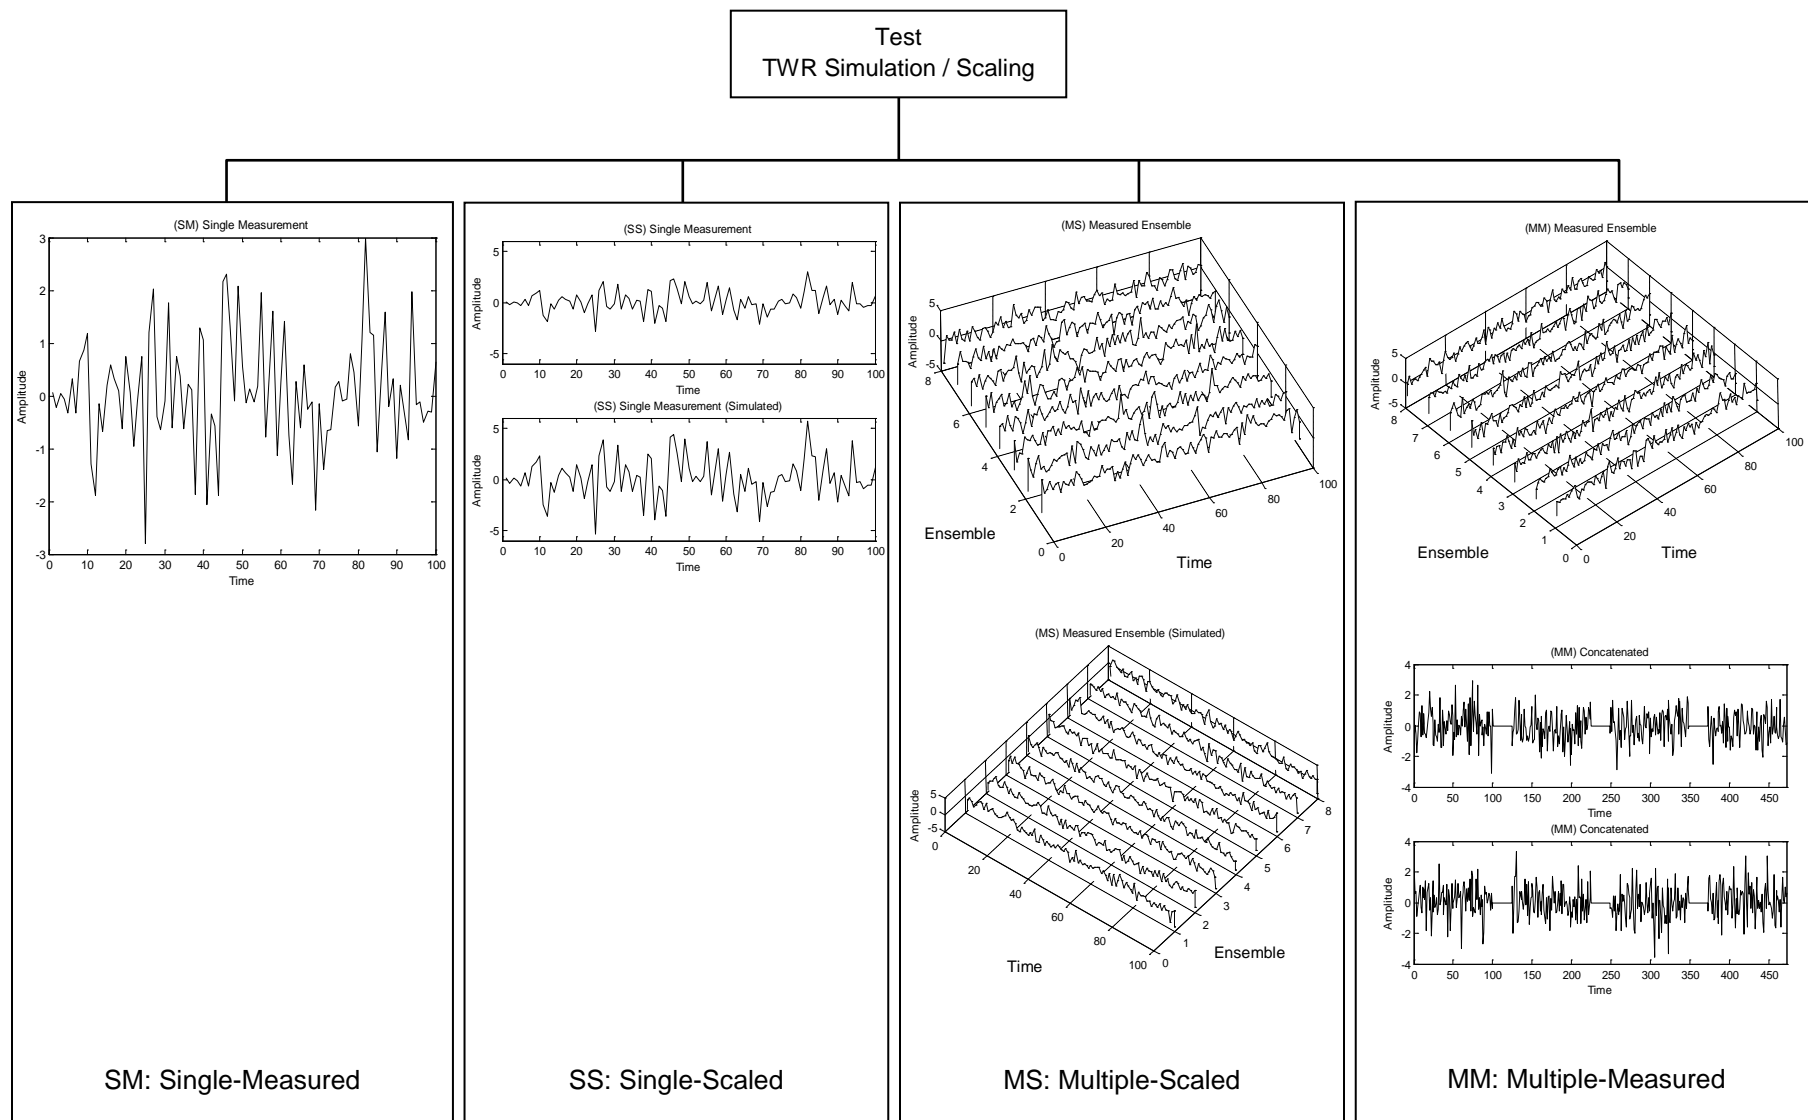 Test
TWR Simulation / Scaling
(SM) Single Measurement
3
2
1
0
-1
-2
-3
Amplitude
0 10 20 30 40 50 60 70 80 90 100
Time
SM: Single-Measured
(SS) Single Measurement
5
0
-5
Amplitude
0 10 20 30 40 50 60 70 80 90 100
Time
(SS) Single Measurement (Simulated)
5
0
-5
Amplitude
0 10 20 30 40 50 60 70 80 90 100
Time
SS: Single-Scaled
(MS) Measured Ensemble
5
0
-5
Amplitude
8
6
4
2
0
Ensemble
0 20 40 60 80 100
Time
(MS) Measured Ensemble (Simulated)
5
0
-5
Amplitude
0 20 40 60 80 100
Time
0 1 2 3 4 5 6 7 8
Ensemble
MS: Multiple-Scaled
(MM) Measured Ensemble
5
0
-5
Amplitude
8
7
6
5
4
3
2
1
0
Ensemble
0 20 40 60 80 100
Time
(MM) Concatenated
4
2
0
-2
-4
Amplitude
0 50 100 150 200 250 300 350 400 450
Time
(MM) Concatenated
4
2
0
-2
-4
Amplitude
0 50 100 150 200 250 300 350 400 450
Time
MM: Multiple-Measured